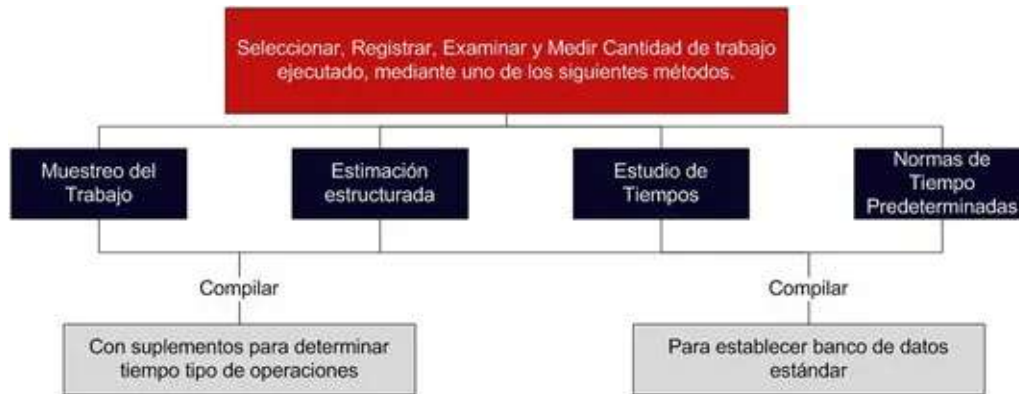 Seleccionar, Registrar, Examinar y Medir Cantidad de trabajo
ejecutado, mediante uno de los siguientes métodos.
Muestreo del
Trabajo
Estimación
estructurada
Estudio de
Tiempos
Normas de
Tiempo
Predeterminadas
Compilar
Compilar
Con suplementos para determinar
tiempo tipo de operaciones
Para establecer banco de datos
estándar